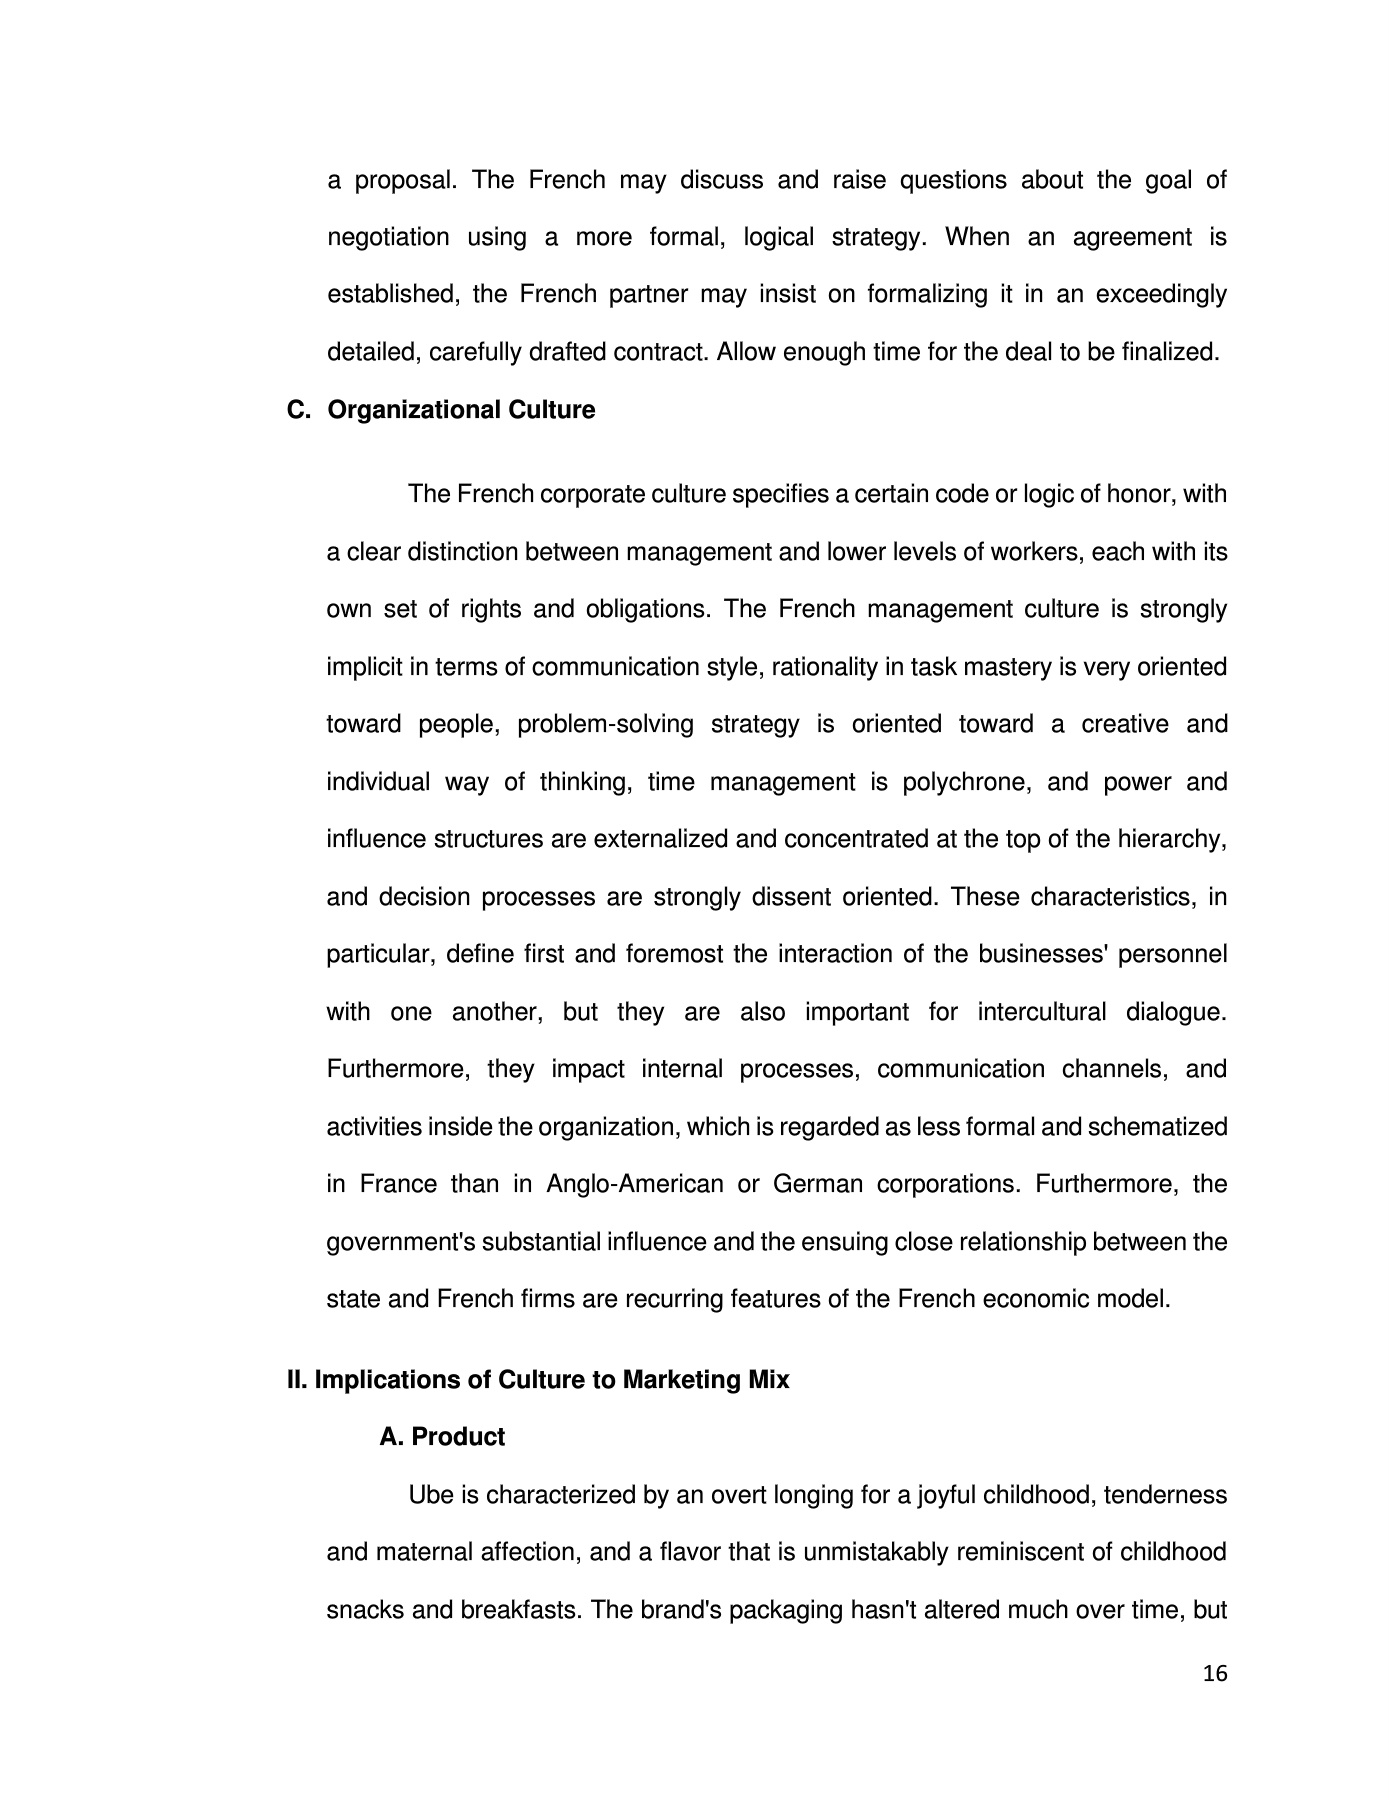 a proposal. The French may discuss and raise questions about the goal of
negotiation using a more formal, logical strategy. When an agreement is
established, the French partner may insist on formalizing it in an exceedingly
detailed, carefully drafted contract. Allow enough time for the deal to be finalized.
C. Organizational Culture
The French corporate culture specifies a certain code or logic of honor, with
a clear distinction between management and lower levels of workers, each with its
own set of rights and obligations. The French management culture is strongly
implicit in terms of communication style, rationality in task mastery is very oriented
toward people, problem-solving strategy is oriented toward a creative and
individual way of thinking, time management is polychrone, and power and
influence structures are externalized and concentrated at the top of the hierarchy,
and decision processes are strongly dissent oriented. These characteristics, in
particular, define first and foremost the interaction of the businesses' personnel
with one another, but they are also important for intercultural dialogue.
Furthermore, they impact internal processes, communication channels, and
activities inside the organization, which is regarded as less formal and schematized
in France than in Anglo-American or German corporations. Furthermore, the
government's substantial influence and the ensuing close relationship between the
state and French firms are recurring features of the French economic model.
II. Implications of Culture to Marketing Mix
A. Product
Ube is characterized by an overt longing for a joyful childhood, tenderness
and maternal affection, and a flavor that is unmistakably reminiscent of childhood
snacks and breakfasts. The brand's packaging hasn't altered much over time, but
16